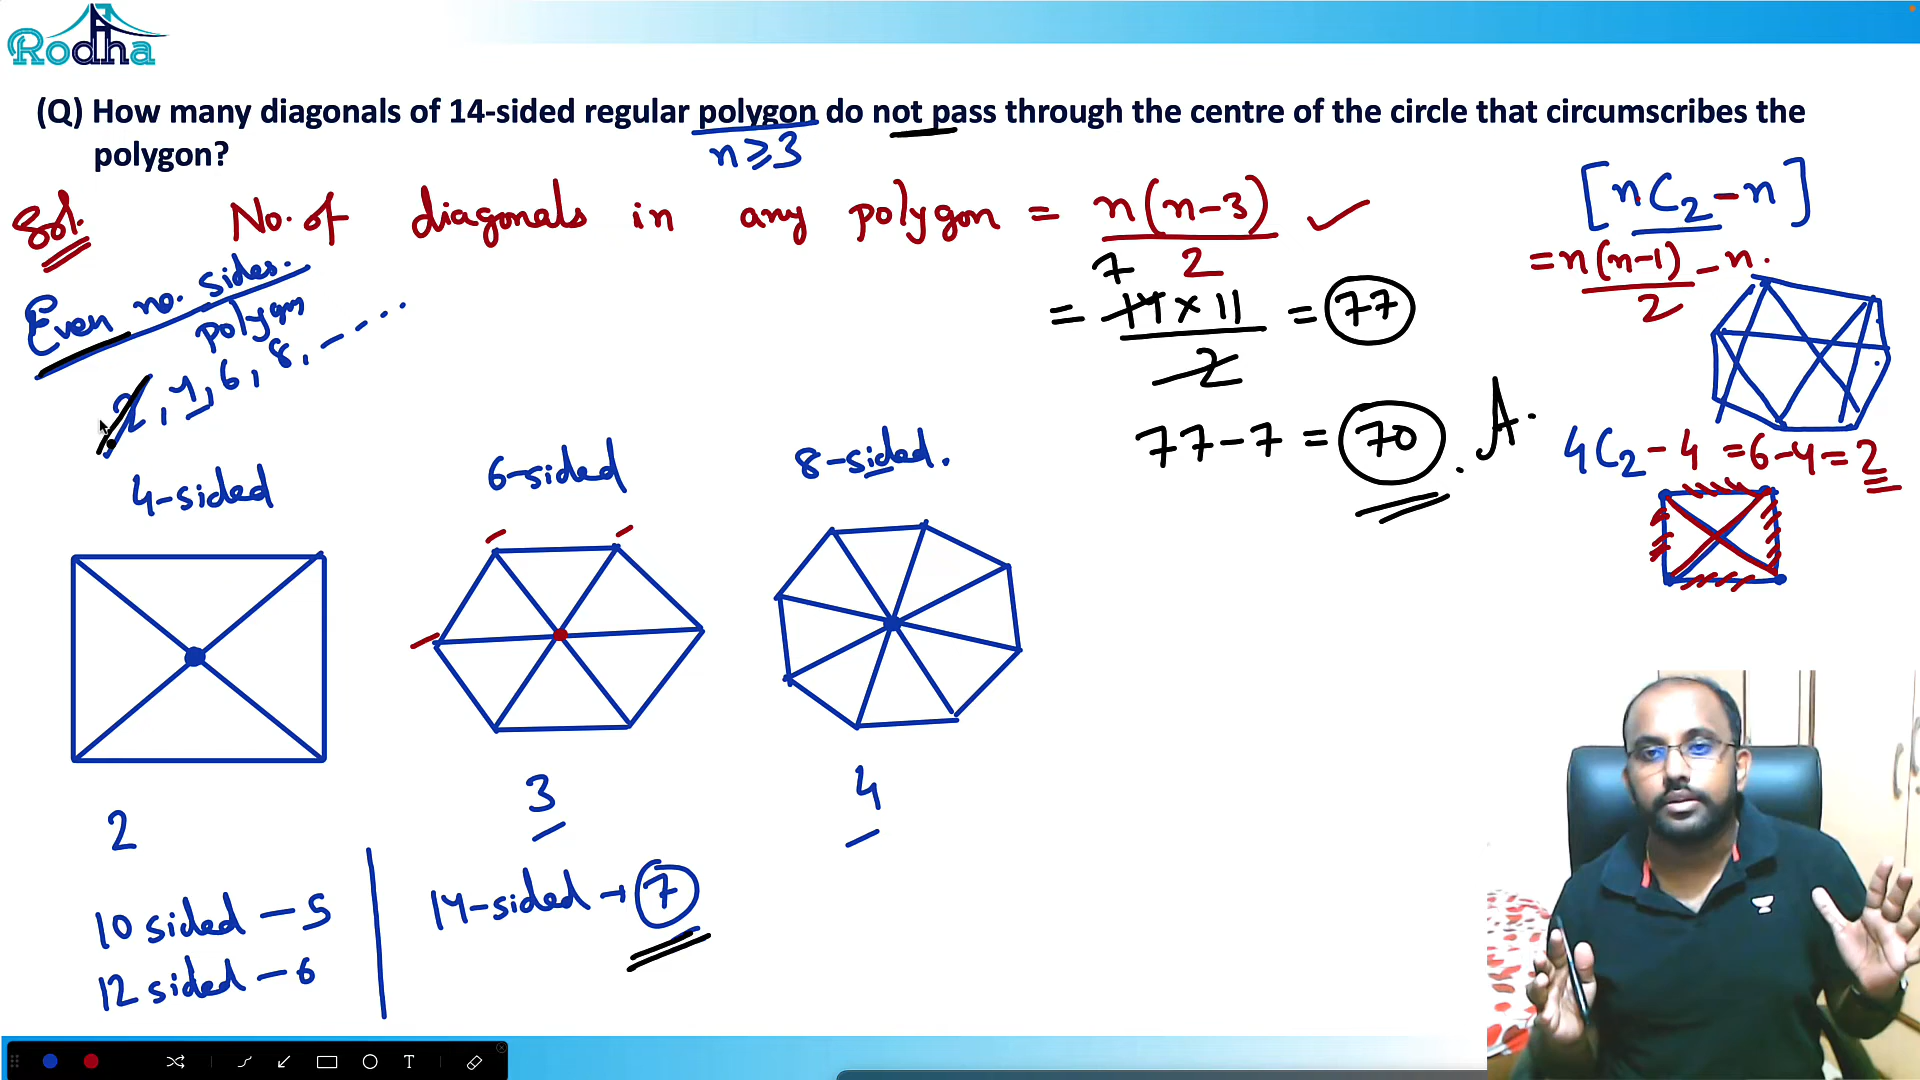 Rodha
(Q) How many diagonals of 14-sided regular polygon do not pass through the centre of the circle that circumscribes the
polygon?
n ≥ 3
Sol. No. of diagonals in any polygon = n(n-3)/2 ✓
[nC₂ - n]
= n(n-1)/2 - n.
Even no. sides.
polygon
2, 4, 6, 8, -----
= 14 × 11 / 2 = 77
7
77 - 7 = 70. A.
4C₂ - 4 = 6 - 4 = 2
4-sided
6-sided
8-sided.
2
3
4
10 sided - 5
12 sided - 6
14-sided → 7
T